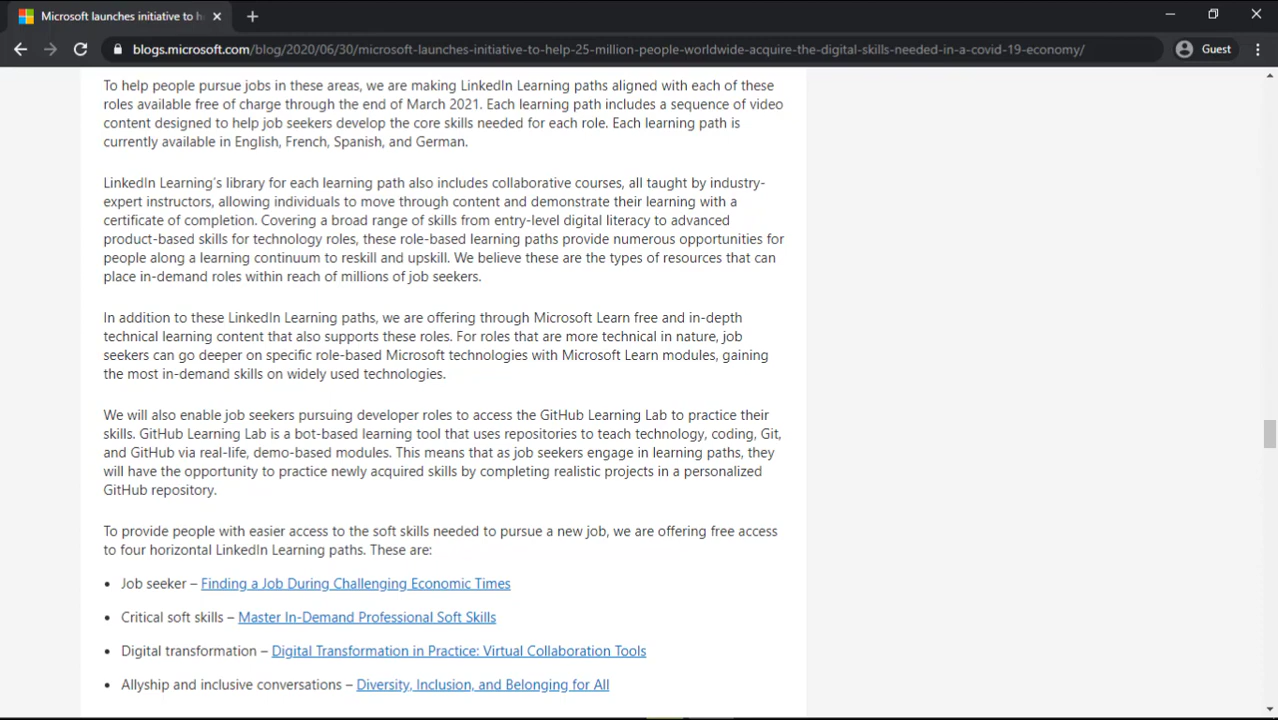 Microsoft launches initiative to h
blogs.microsoft.com/blog/2020/06/30/microsoft-launches-initiative-to-help-25-million-people-worldwide-acquire-the-digital-skills-needed-in-a-covid-19-economy/
Guest
To help people pursue jobs in these areas, we are making LinkedIn Learning paths aligned with each of these
roles available free of charge through the end of March 2021. Each learning path includes a sequence of video
content designed to help job seekers develop the core skills needed for each role. Each learning path is
currently available in English, French, Spanish, and German.
LinkedIn Learning's library for each learning path also includes collaborative courses, all taught by industry-
expert instructors, allowing individuals to move through content and demonstrate their learning with a
certificate of completion. Covering a broad range of skills from entry-level digital literacy to advanced
product-based skills for technology roles, these role-based learning paths provide numerous opportunities for
people along a learning continuum to reskill and upskill. We believe these are the types of resources that can
place in-demand roles within reach of millions of job seekers.
In addition to these LinkedIn Learning paths, we are offering through Microsoft Learn free and in-depth
technical learning content that also supports these roles. For roles that are more technical in nature, job
seekers can go deeper on specific role-based Microsoft technologies with Microsoft Learn modules, gaining
the most in-demand skills on widely used technologies.
We will also enable job seekers pursuing developer roles to access the GitHub Learning Lab to practice their
skills. GitHub Learning Lab is a bot-based learning tool that uses repositories to teach technology, coding, Git,
and GitHub via real-life, demo-based modules. This means that as job seekers engage in learning paths, they
will have the opportunity to practice newly acquired skills by completing realistic projects in a personalized
GitHub repository.
To provide people with easier access to the soft skills needed to pursue a new job, we are offering free access
to four horizontal LinkedIn Learning paths. These are:
• Job seeker – Finding a Job During Challenging Economic Times
• Critical soft skills – Master In-Demand Professional Soft Skills
• Digital transformation – Digital Transformation in Practice: Virtual Collaboration Tools
• Allyship and inclusive conversations – Diversity, Inclusion, and Belonging for All